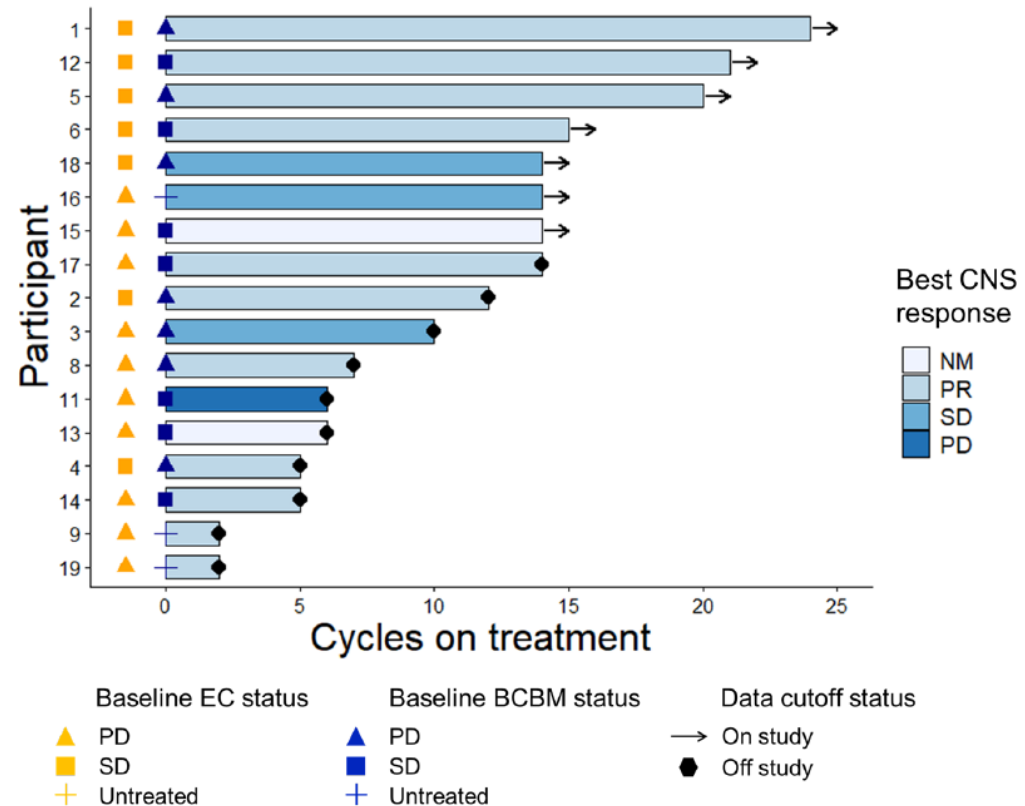 Participant
1
12
5
6
18
16
15
17
2
3
8
11
13
4
14
9
19
0 5 10 15 20 25
Cycles on treatment
Best CNS
response
NM
PR
SD
PD
Baseline EC status
PD
SD
Untreated
Baseline BCBM status
PD
SD
Untreated
Data cutoff status
On study
Off study